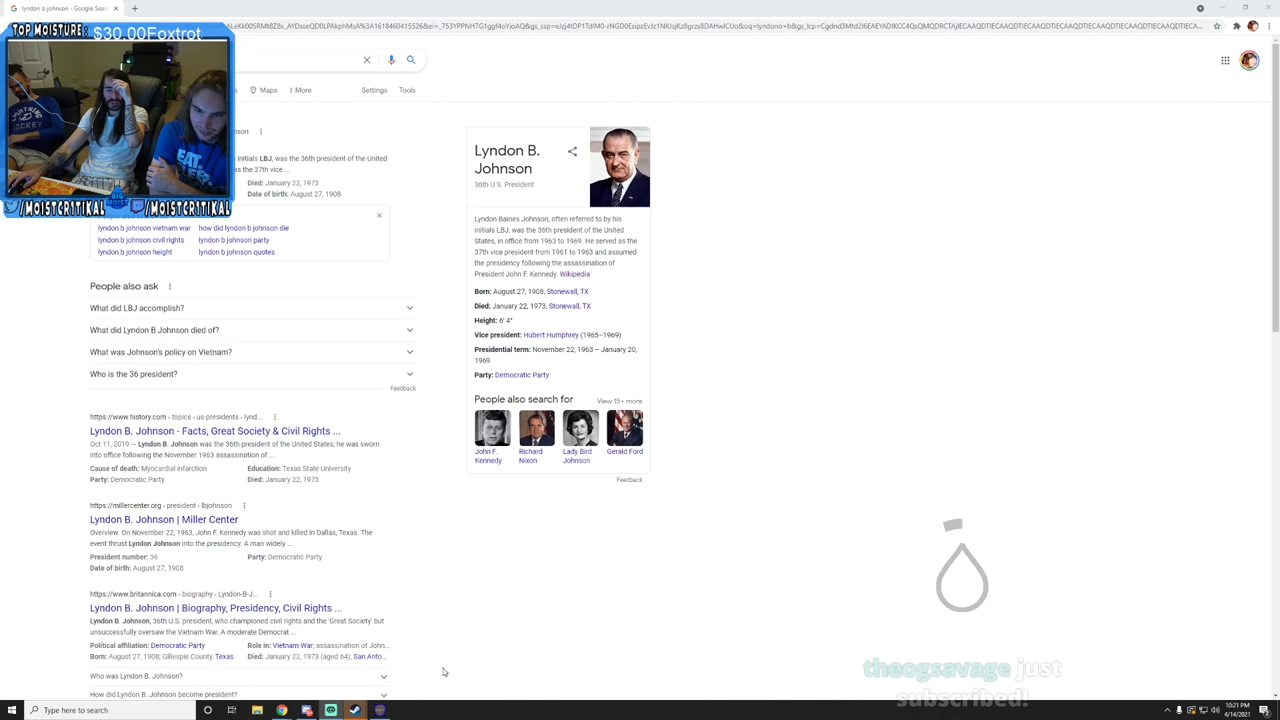 lyndon b johnson - Google Sea
TOP MOISTURE: $30.00Foxtrot
/MOISTCRITIKAL /MOISTCRITIKAL
Maps
More
Settings
Tools
nson
initials LBJ, was the 36th president of the United
as the 37th vice ...
Died: January 22, 1973
Date of birth: August 27, 1908
lyndon b johnson vietnam war
how did lyndon b johnson die
lyndon b johnson civil rights
lyndon b johnson party
lyndon b johnson height
lyndon b johnson quotes
People also ask
What did LBJ accomplish?
What did Lyndon B Johnson died of?
What was Johnson's policy on Vietnam?
Who is the 36 president?
Feedback
https://www.history.com › topics › us-presidents › lynd...
Lyndon B. Johnson - Facts, Great Society & Civil Rights ...
Oct 11, 2019 — Lyndon B. Johnson was the 36th president of the United States; he was sworn
into office following the November 1963 assassination of ...
Cause of death: Myocardial Infarction
Education: Texas State University
Party: Democratic Party
Died: January 22, 1973
https://millercenter.org › president › lbjohnson
Lyndon B. Johnson | Miller Center
Overview. On November 22, 1963, John F. Kennedy was shot and killed in Dallas, Texas. The
event thrust Lyndon Johnson into the presidency. A man widely ...
President number: 36
Party: Democratic Party
Date of birth: August 27, 1908
https://www.britannica.com › biography › Lyndon-B-J...
Lyndon B. Johnson | Biography, Presidency, Civil Rights ...
Lyndon B. Johnson, 36th U.S. president, who championed civil rights and the 'Great Society' but
unsuccessfully oversaw the Vietnam War. A moderate Democrat ...
Political affiliation: Democratic Party
Role in: Vietnam War; assassination of John...
Born: August 27, 1908; Gillespie County, Texas
Died: January 22, 1973 (aged 64), San Anto...
Who was Lyndon B. Johnson?
How did Lyndon B. Johnson become president?
Lyndon B.
Johnson
36th U.S. President
Lyndon Baines Johnson, often referred to by his
initials LBJ, was the 36th president of the United
States, in office from 1963 to 1969. He served as the
37th vice president from 1961 to 1963 and assumed
the presidency following the assassination of
President John F. Kennedy. Wikipedia
Born: August 27, 1908, Stonewall, TX
Died: January 22, 1973, Stonewall, TX
Height: 6′ 4″
Vice president: Hubert Humphrey (1965–1969)
Presidential term: November 22, 1963 – January 20,
1969
Party: Democratic Party
People also search for
View 15+ more
John F.
Kennedy
Richard
Nixon
Lady Bird
Johnson
Gerald Ford
Feedback
theogsavage just
subscribed!
Type here to search
10:21 PM
4/14/2021